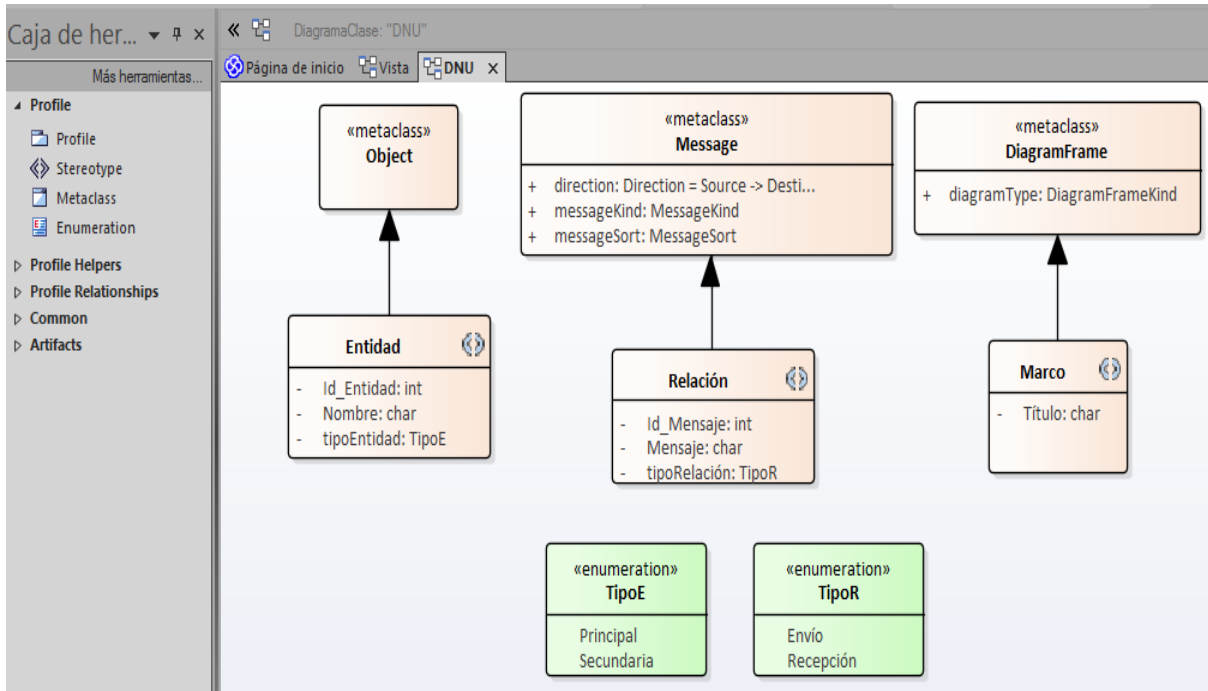 Caja de her...
Más herramientas...
Profile
Profile
Stereotype
Metaclass
Enumeration
Profile Helpers
Profile Relationships
Common
Artifacts
DiagramaClase: "DNU"
Página de inicio Vista DNU x
«metaclass»
Object
«metaclass»
Message
+ direction: Direction = Source -> Desti...
+ messageKind: MessageKind
+ messageSort: MessageSort
«metaclass»
DiagramFrame
+ diagramType: DiagramFrameKind
Entidad
- Id_Entidad: int
- Nombre: char
- tipoEntidad: TipoE
Relación
- Id_Mensaje: int
- Mensaje: char
- tipoRelación: TipoR
Marco
- Título: char
«enumeration»
TipoE
Principal
Secundaria
«enumeration»
TipoR
Envío
Recepción